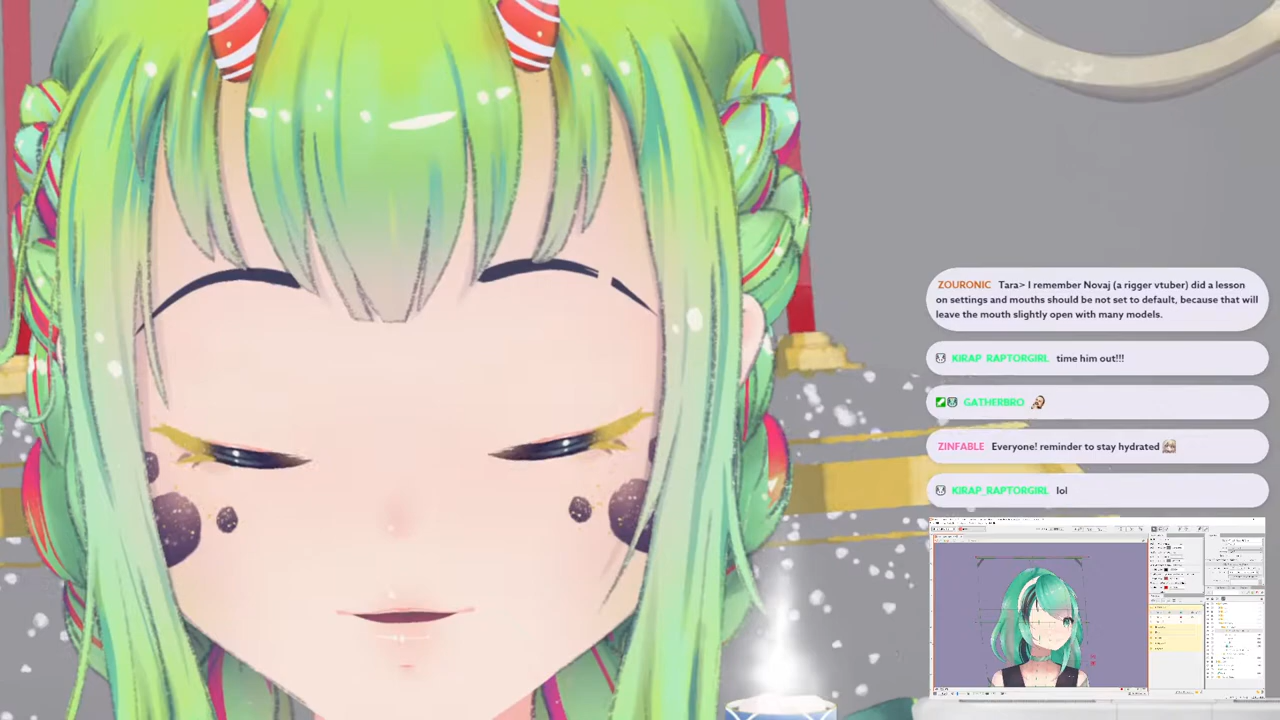 ZOURONIC Tara> I remember Novaj (a rigger vtuber) did a lesson
on settings and mouths should be not set to default, because that will
leave the mouth slightly open with many models.
KIRAP_RAPTORGIRL time him out!!!
GATHERBRO
ZINFABLE Everyone! reminder to stay hydrated
KIRAP_RAPTORGIRL lol